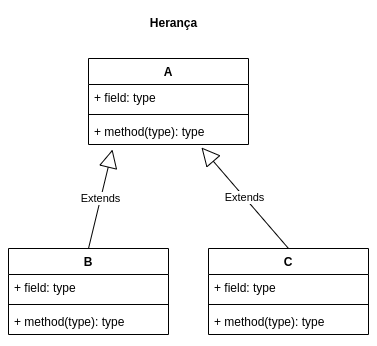 Herança
A
+ field: type
+ method(type): type
Extends
Extends
B
+ field: type
+ method(type): type
C
+ field: type
+ method(type): type